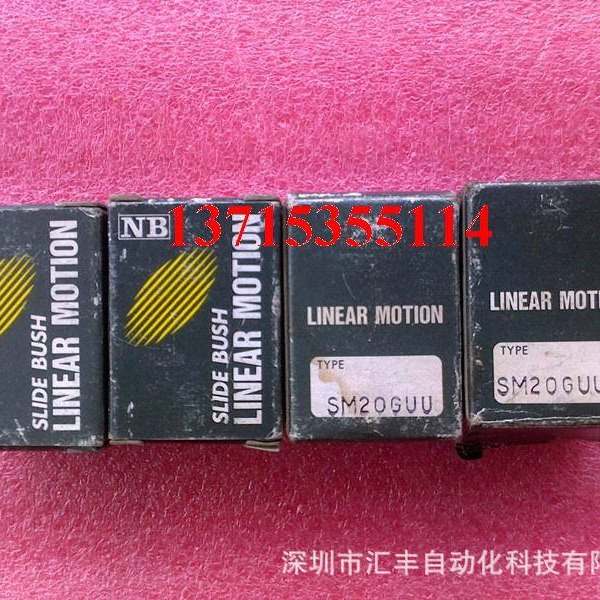 SLIDE BUSH
LINEAR MOTION
NB
SLIDE BUSH
LINEAR MOTION
13715355114
LINEAR MOTION
TYPE
SM20GUU
LINEAR MOTI
TYPE
SM20GUU
深圳市汇丰自动化科技有限